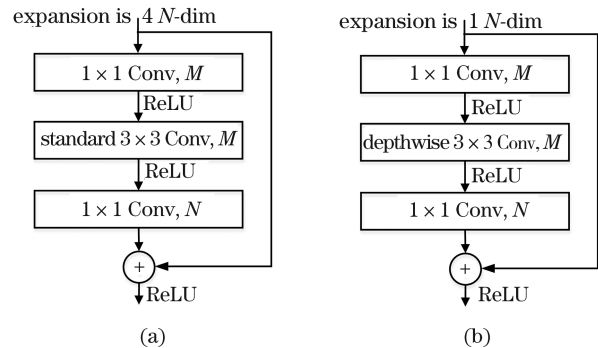 expansion is 4 N-dim
1 × 1 Conv, M
ReLU
standard 3 × 3 Conv, M
ReLU
1 × 1 Conv, N
+
ReLU
(a)
expansion is 1 N-dim
1 × 1 Conv, M
ReLU
depthwise 3 × 3 Conv, M
ReLU
1 × 1 Conv, N
+
ReLU
(b)